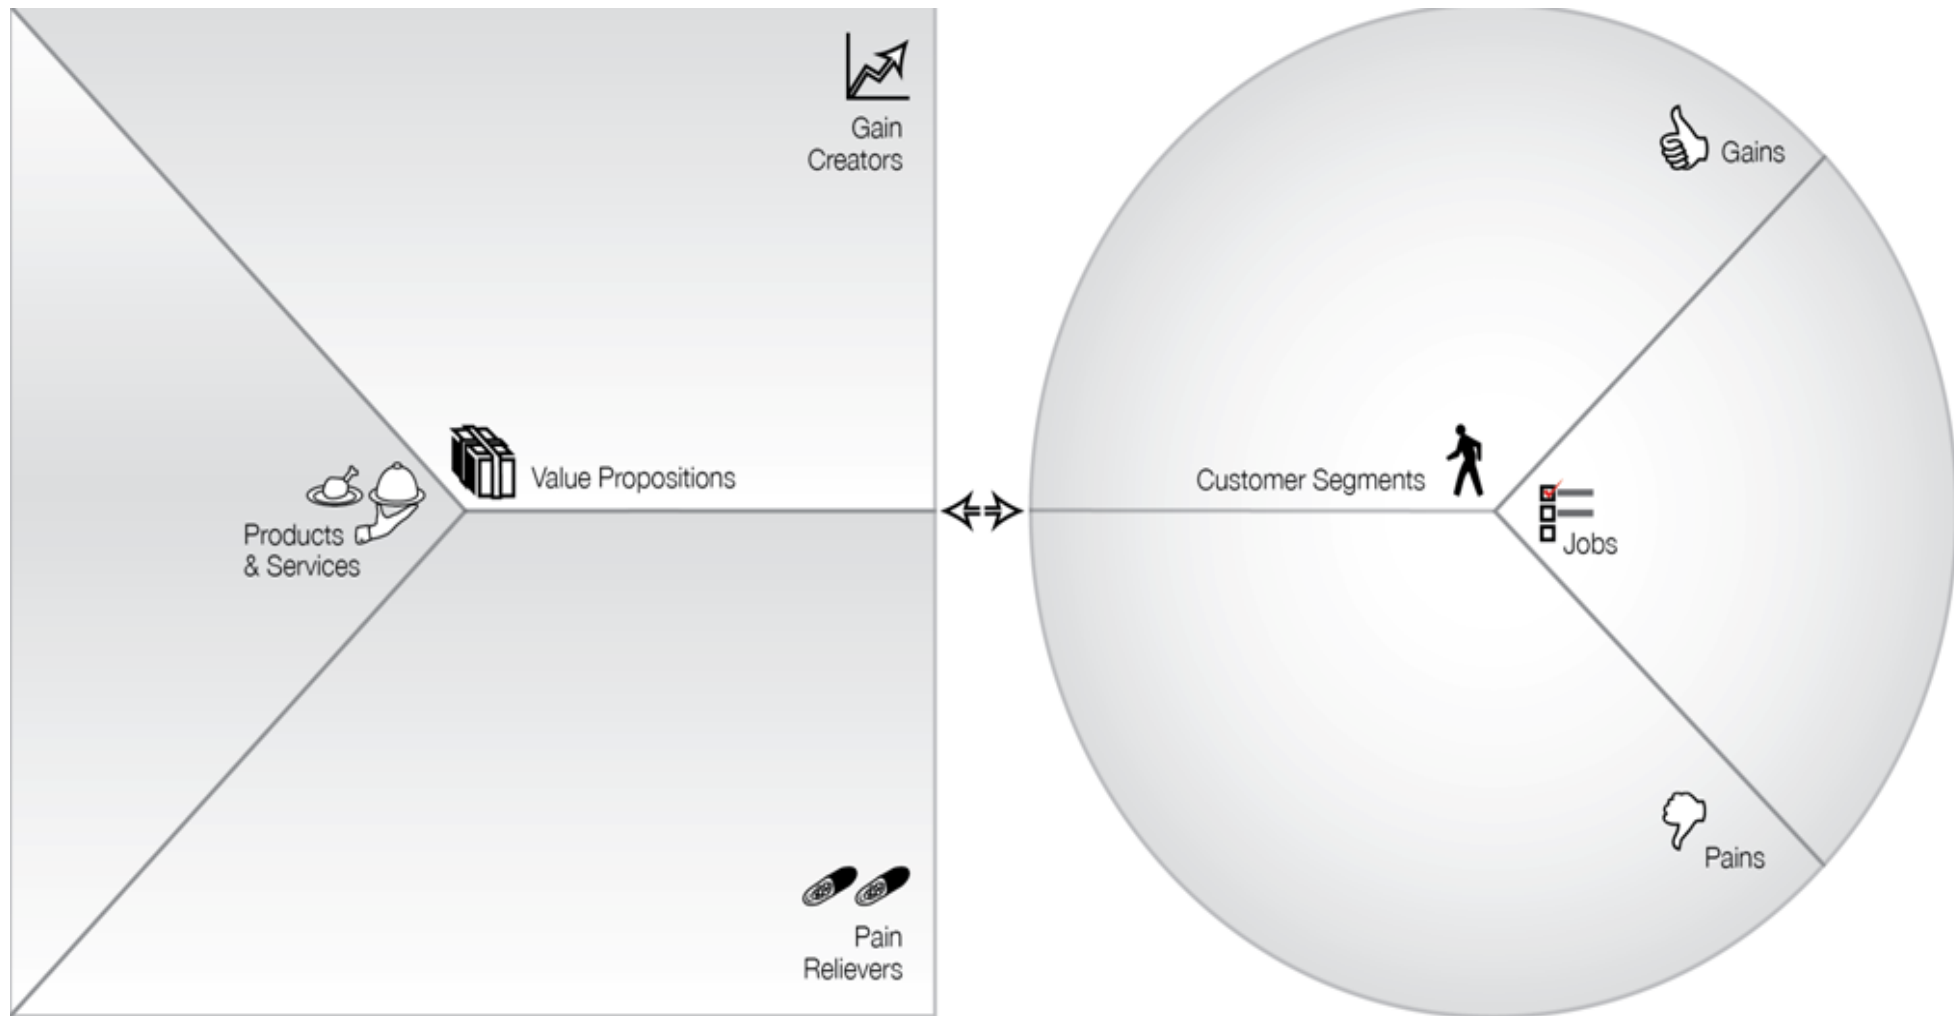 Gain
Creators
Gains
Value Propositions
Customer Segments
Products
& Services
Jobs
Pains
Pain
Relievers